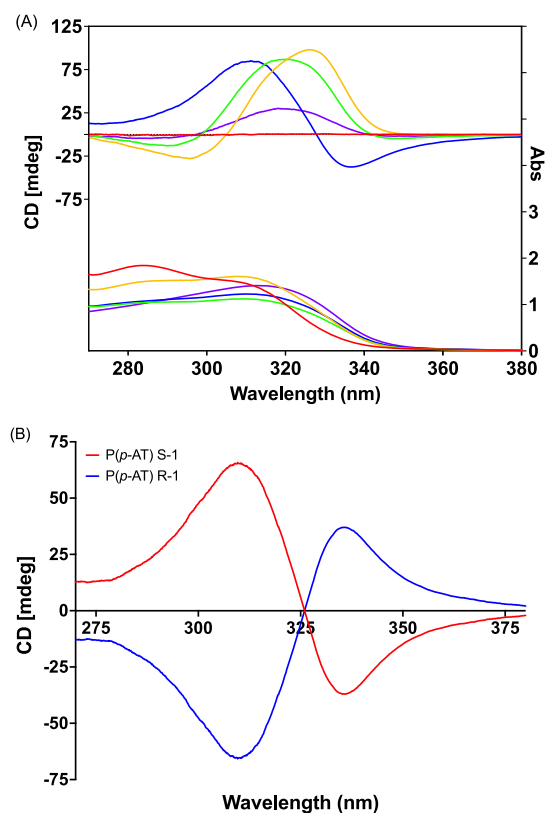 (A)
125
75
25
-25
-75
CD [mdeg]
Abs
3
2
1
0
280 300 320 340 360 380
Wavelength (nm)
(B)
75
50
25
0
-25
-50
-75
CD [mdeg]
P(p-AT) S-1
P(p-AT) R-1
275 300 325 350 375
Wavelength (nm)